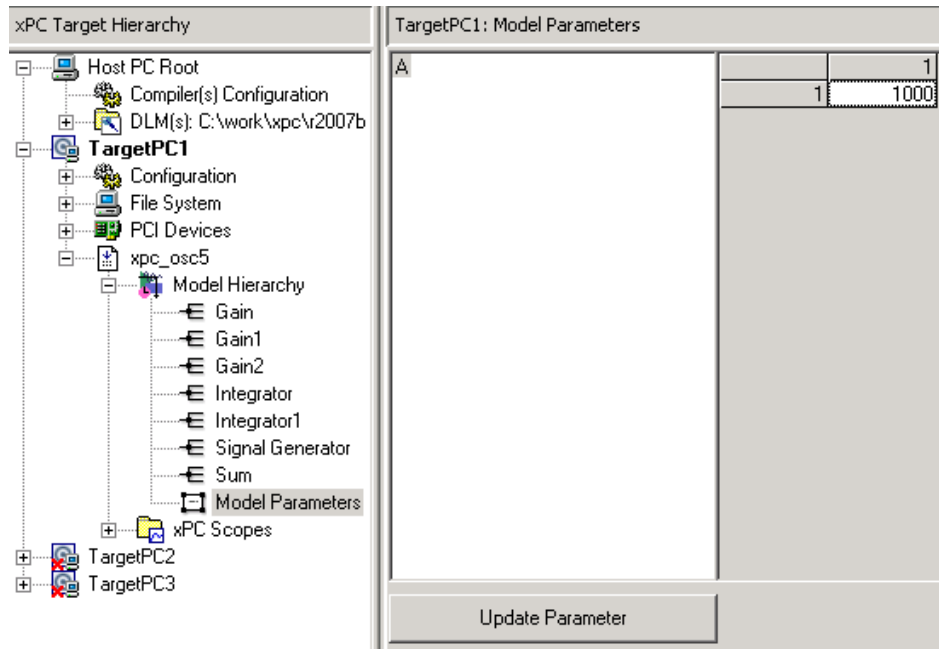 xPC Target Hierarchy
TargetPC1: Model Parameters
Host PC Root
Compiler(s) Configuration
DLM(s): C:\work\xpc\r2007b
TargetPC1
Configuration
File System
PCI Devices
xpc_osc5
Model Hierarchy
Gain
Gain1
Gain2
Integrator
Integrator1
Signal Generator
Sum
Model Parameters
xPC Scopes
TargetPC2
TargetPC3
A
1
1 1000
Update Parameter